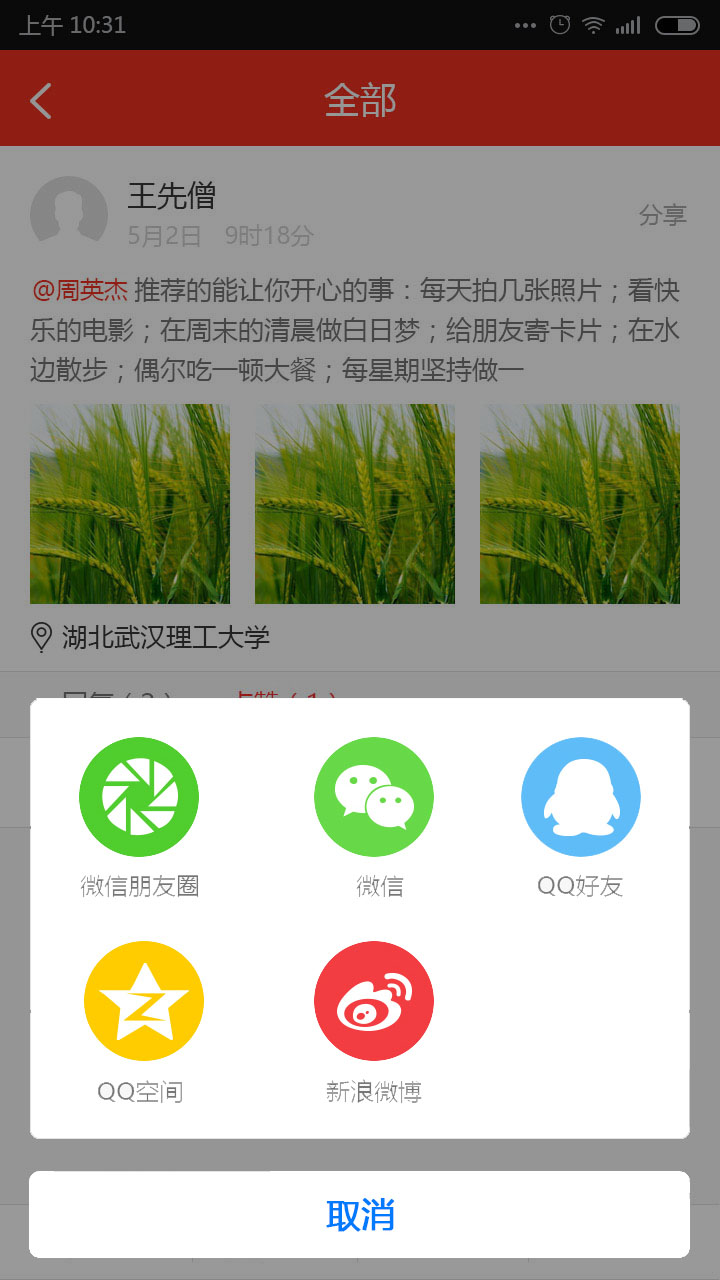 上午 10:31
全部
王先僧
5月2日 9时18分
分享
@周英杰 推荐的能让你开心的事：每天拍几张照片；看快
乐的电影；在周末的清晨做白日梦；给朋友寄卡片；在水
边散步；偶尔吃一顿大餐；每星期坚持做一
湖北武汉理工大学
微信朋友圈 微信 QQ好友
QQ空间 新浪微博
取消